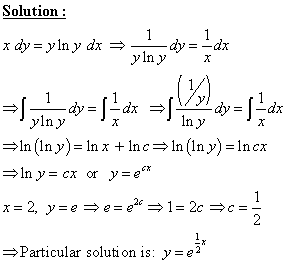 Solution :
x dy = y ln y dx ⇒ 1/(y ln y) dy = 1/x dx
⇒∫ 1/(y ln y) dy = ∫ 1/x dx ⇒∫ (1/y)/(ln y) dy = ∫ 1/x dx
⇒ln(ln y) = ln x + ln c ⇒ ln(ln y) = ln cx
⇒ln y = cx or y = e^{cx}
x = 2, y = e ⇒ e = e^{2c} ⇒ 1 = 2c ⇒ c = 1/2
⇒Particular solution is: y = e^{1/2 x}